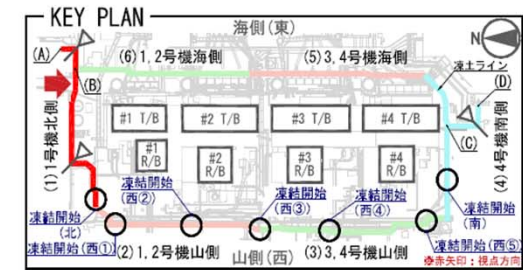 KEY PLAN
海側(東)
N
(A)
(6)1,2号機海側
(5)3,4号機海側
凍土ライン
(B)
(D)
#1 T/B
#2 T/B
#3 T/B
#4 T/B
(C)
(1)1号機北側
#1
R/B
#2
R/B
#3
R/B
#4
R/B
(4)4号機南側
凍結開始
(西②)
凍結開始
(西③)
凍結開始
(西④)
凍結開始
(南)
凍結開始
(北)
凍結開始(西①)
(2)1,2号機山側
(3)3,4号機山側
凍結開始(西⑤)
山側(西)
※赤矢印:視点方向